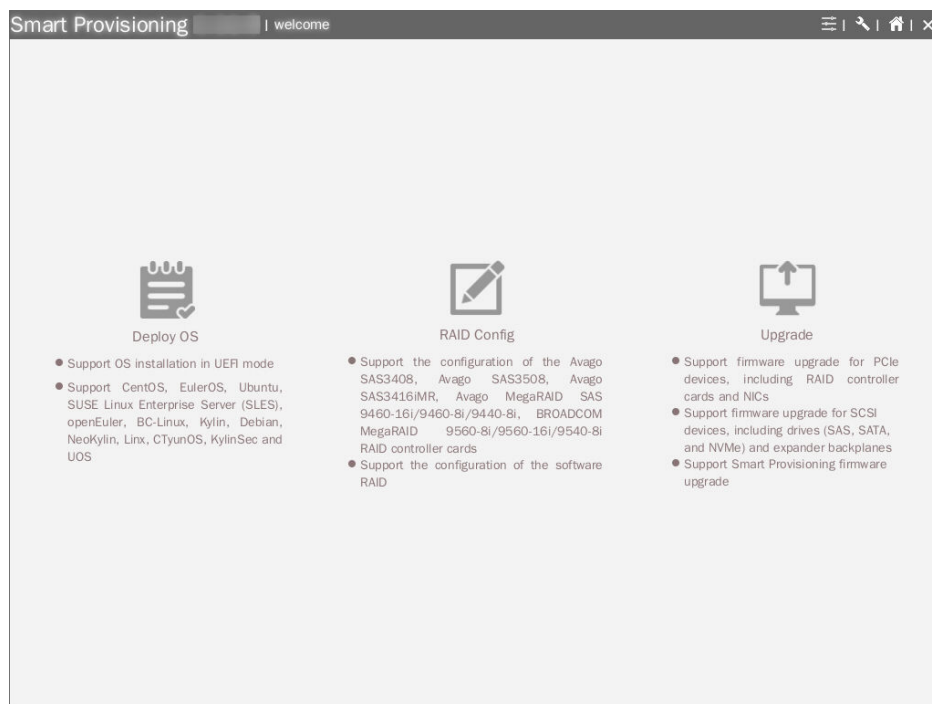 Smart Provisioning | welcome
Deploy OS
● Support OS installation in UEFI mode
● Support CentOS, EulerOS, Ubuntu,
SUSE Linux Enterprise Server (SLES),
openEuler, BC-Linux, Kylin, Debian,
NeoKylin, Linx, CTyunOS, KylinSec and
UOS
RAID Config
● Support the configuration of the Avago
SAS3408, Avago SAS3508, Avago
SAS3416iMR, Avago MegaRAID SAS
9460-16i/9460-8i/9440-8i, BROADCOM
MegaRAID 9560-8i/9560-16i/9540-8i
RAID controller cards
● Support the configuration of the software
RAID
Upgrade
● Support firmware upgrade for PCIe
devices, including RAID controller
cards and NICs
● Support firmware upgrade for SCSI
devices, including drives (SAS, SATA,
and NVMe) and expander backplanes
● Support Smart Provisioning firmware
upgrade